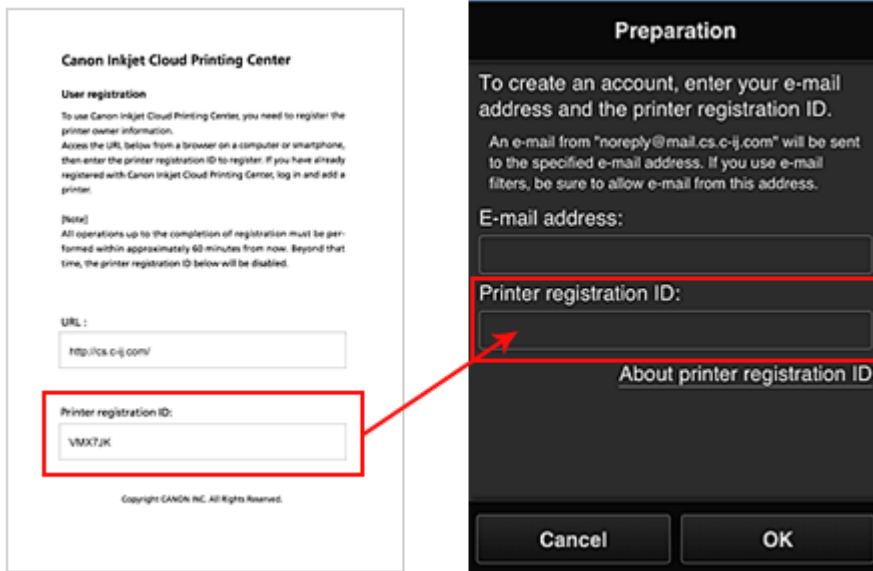 Canon Inkjet Cloud Printing Center
User registration
To use Canon Inkjet Cloud Printing Center, you need to register the
printer owner information.
Access the URL below from a browser on a computer or smartphone,
then enter the printer registration ID to register. If you have already
registered with Canon Inkjet Cloud Printing Center, log in and add a
printer.
[Note]
All operations up to the completion of registration must be per-
formed within approximately 60 minutes from now. Beyond that
time, the printer registration ID below will be disabled.
URL :
http://cs.c-ij.com/
Printer registration ID:
VMX7JK
Copyright CANON INC. All Rights Reserved.
Preparation
To create an account, enter your e-mail
address and the printer registration ID.
An e-mail from "noreply@mail.cs.c-ij.com" will be sent
to the specified e-mail address. If you use e-mail
filters, be sure to allow e-mail from this address.
E-mail address:
Printer registration ID:
About printer registration ID
Cancel
OK